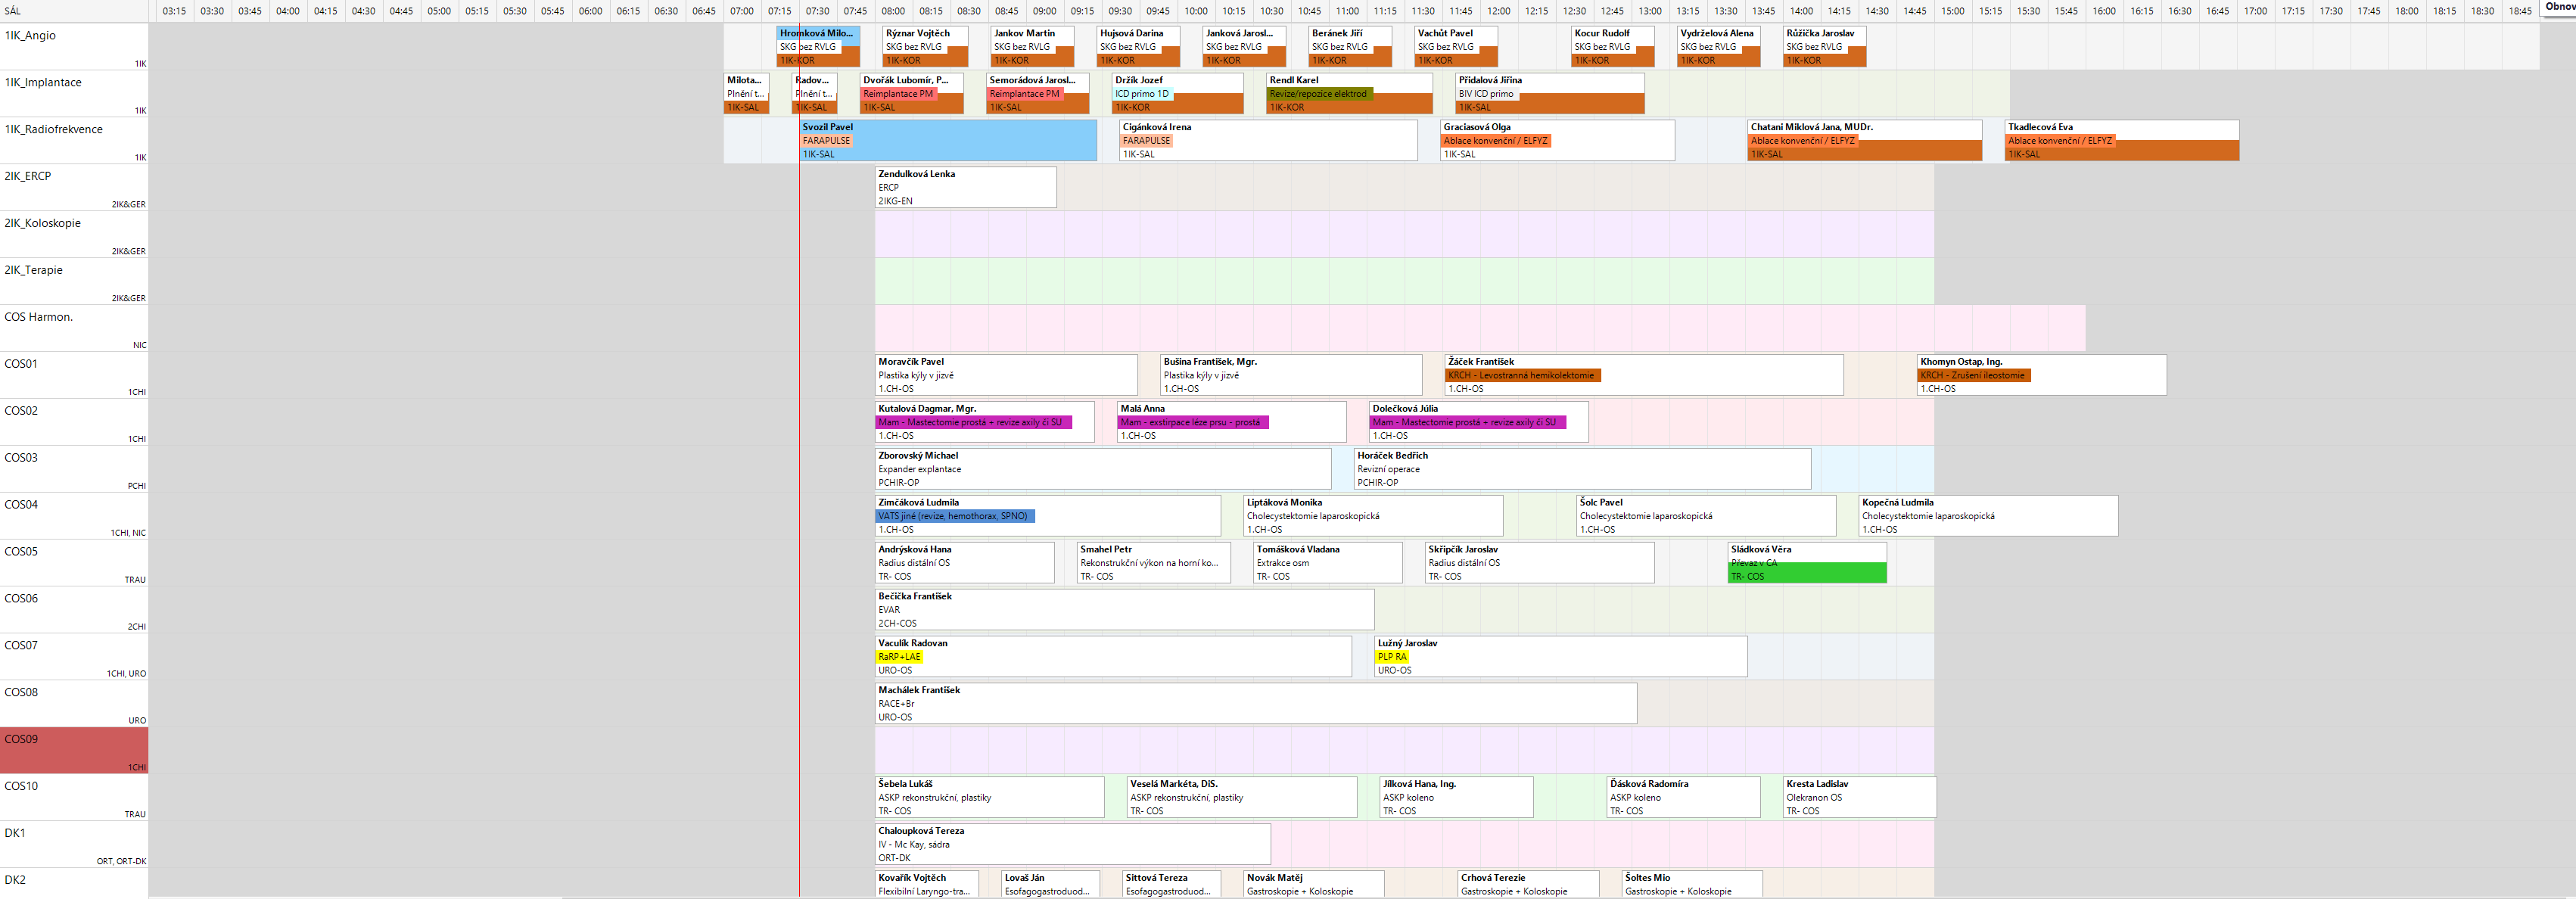 SÁL 03:15 03:30 03:45 04:00 04:15 04:30 04:45 05:00 05:15 05:30 05:45 06:00 06:15 06:30 06:45 07:00 07:15 07:30 07:45 08:00 08:15 08:30 08:45 09:00 09:15 09:30 09:45 10:00 10:15 10:30 10:45 11:00 11:15 11:30 11:45 12:00 12:15 12:30 12:45 13:00 13:15 13:30 13:45 14:00 14:15 14:30 14:45 15:00 15:15 15:30 15:45 16:00 16:15 16:30 16:45 17:00 17:15 17:30 17:45 18:00 18:15 18:30 18:45 Obnov
1IK_Angio Hromková Milo... Rýznar Vojtěch Jankov Martin Hujsová Darina Janková Jarosl... Beránek Jiří Vachůt Pavel Kocur Rudolf Vydrželová Alena Růžička Jaroslav
SKG bez RVLG SKG bez RVLG SKG bez RVLG SKG bez RVLG SKG bez RVLG SKG bez RVLG SKG bez RVLG SKG bez RVLG SKG bez RVLG SKG bez RVLG
1IK 1IK-KOR 1IK-KOR 1IK-KOR 1IK-KOR 1IK-KOR 1IK-KOR 1IK-KOR 1IK-KOR 1IK-KOR 1IK-KOR
1IK_Implantace Milota... Radov... Dvořák Lubomír, P... Semorádová Jarosl... Držík Jozef Rendl Karel Přidalová Jiřina
Plnění t... Plnění t... Reimplantace PM Reimplantace PM ICD primo 1D Revize/repozice elektrod BIV ICD primo
1IK 1IK-SAL 1IK-SAL 1IK-SAL 1IK-SAL 1IK-KOR 1IK-KOR 1IK-SAL
1IK_Radiofrekvence Svozil Pavel Cigánková Irena Graciasová Olga Chatani Miklová Jana, MUDr. Tkadlecová Eva
FARAPULSE FARAPULSE Ablace konvenční / ELFYZ Ablace konvenční / ELFYZ Ablace konvenční / ELFYZ
1IK 1IK-SAL 1IK-SAL 1IK-SAL 1IK-SAL 1IK-SAL
2IK_ERCP Zendulková Lenka
ERCP
2IK&GER 2IKG-EN
2IK_Koloskopie
2IK&GER
2IK_Terapie
2IK&GER
COS Harmon.
NIC
COS01 Moravčík Pavel Bušina František, Mgr. Žáček František Khomyn Ostap, Ing.
Plastika kýly v jizvě Plastika kýly v jizvě KRCH - Levostranná hemikolektomie KRCH - Zrušení ileostomie
1CHI 1.CH-OS 1.CH-OS 1.CH-OS 1.CH-OS
COS02 Kutalová Dagmar, Mgr. Malá Anna Dolečková Júlia
Mam - Mastectomie prostá + revize axily či SU Mam - exstirpace léze prsu - prostá Mam - Mastectomie prostá + revize axily či SU
1CHI 1.CH-OS 1.CH-OS 1.CH-OS
COS03 Zborovský Michael Horáček Bedřich
Expander explantace Revizní operace
PCHI PCHIR-OP PCHIR-OP
COS04 Zimčáková Ludmila Liptáková Monika Šolc Pavel Kopečná Ludmila
VATS jiné (revize, hemothorax, SPNO) Cholecystektomie laparoskopická Cholecystektomie laparoskopická Cholecystektomie laparoskopická
1CHI, NIC 1.CH-OS 1.CH-OS 1.CH-OS 1.CH-OS
COS05 Andrýsková Hana Smahel Petr Tomášková Vladana Skřipčík Jaroslav Sládková Věra
Radius distální OS Rekonstrukční výkon na horní ko... Extrakce osm Radius distální OS Převaz v CA
TRAU TR- COS TR- COS TR- COS TR- COS TR- COS
COS06 Bečička František
EVAR
2CHI 2CH-COS
COS07 Vaculík Radovan Lužný Jaroslav
RaRP+LAE PLP RA
1CHI, URO URO-OS URO-OS
COS08 Machálek František
RACE+Br
URO URO-OS
COS09
1CHI
COS10 Šebela Lukáš Veselá Markéta, DiS. Jílková Hana, Ing. Ďásková Radomíra Kresta Ladislav
ASKP rekonstrukční, plastiky ASKP rekonstrukční, plastiky ASKP koleno ASKP koleno Olekranon OS
TRAU TR- COS TR- COS TR- COS TR- COS TR- COS
DK1 Chaloupková Tereza
IV - Mc Kay, sádra
ORT, ORT-DK ORT-DK
DK2 Kovařík Vojtěch Lovaš Ján Sittová Tereza Novák Matěj Crhová Terezie Šoltes Mio
Flexibilní Laryngo-tra... Esofagogastroduod... Esofagogastroduod... Gastroskopie + Koloskopie Gastroskopie + Koloskopie Gastroskopie + Koloskopie